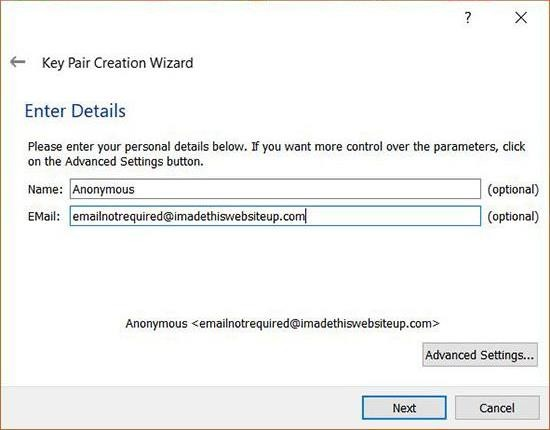 ?
Key Pair Creation Wizard
Enter Details
Please enter your personal details below. If you want more control over the parameters, click
on the Advanced Settings button.
Name: Anonymous (optional)
EMail: emailnotrequired@imadethiswebsiteup.com (optional)
Anonymous <emailnotrequired@imadethiswebsiteup.com>
Advanced Settings...
Next Cancel